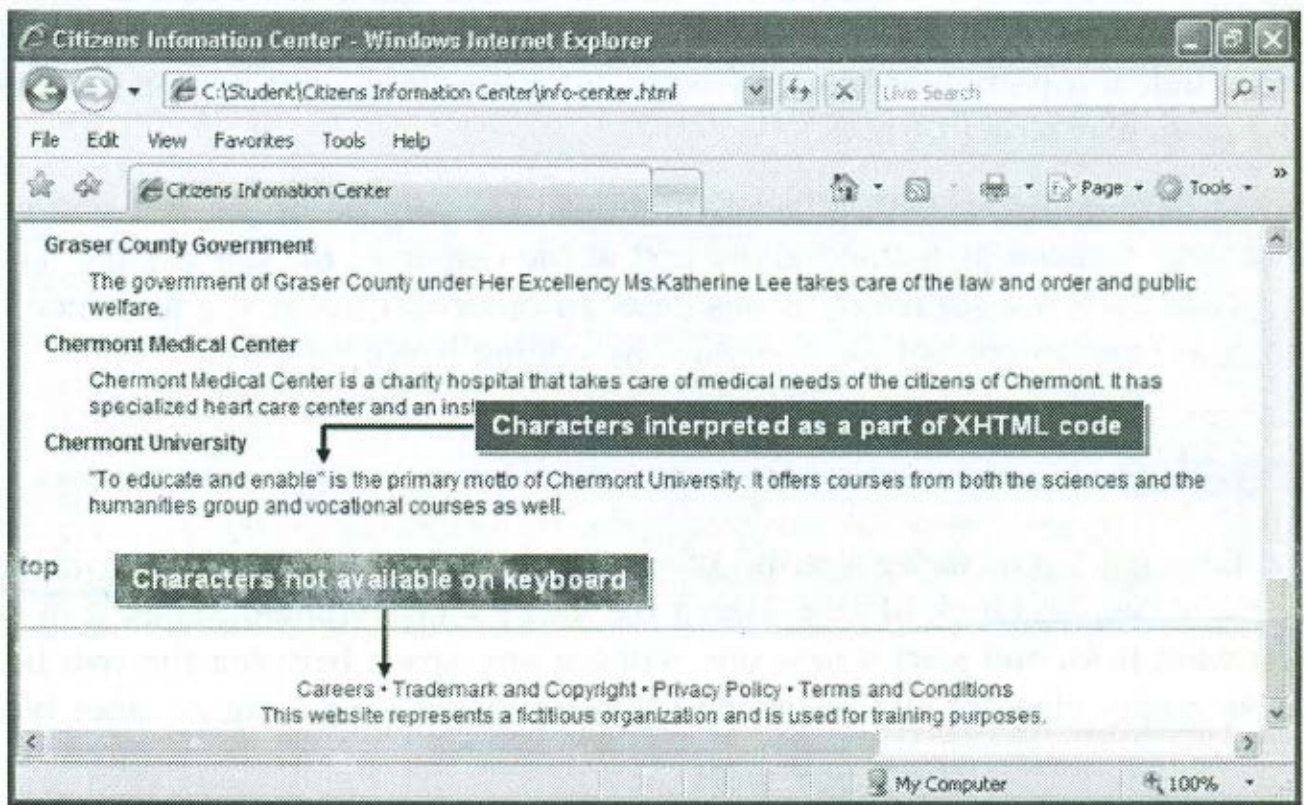 Citizens Infomation Center - Windows Internet Explorer
C:\Student\Citizens Information Center\info-center.html
Live Search
File Edit View Favorites Tools Help
Citizens Infomation Center
Page Tools
Graser County Government
The government of Graser County under Her Excellency Ms.Katherine Lee takes care of the law and order and public
welfare.
Chermont Medical Center
Chermont Medical Center is a charity hospital that takes care of medical needs of the citizens of Chermont. It has
specialized heart care center and an inst
Characters interpreted as a part of XHTML code
Chermont University
"To educate and enable" is the primary motto of Chermont University. It offers courses from both the sciences and the
humanities group and vocational courses as well.
top
Characters not available on keyboard
Careers • Trademark and Copyright • Privacy Policy • Terms and Conditions
This website represents a fictitious organization and is used for training purposes.
My Computer
100%